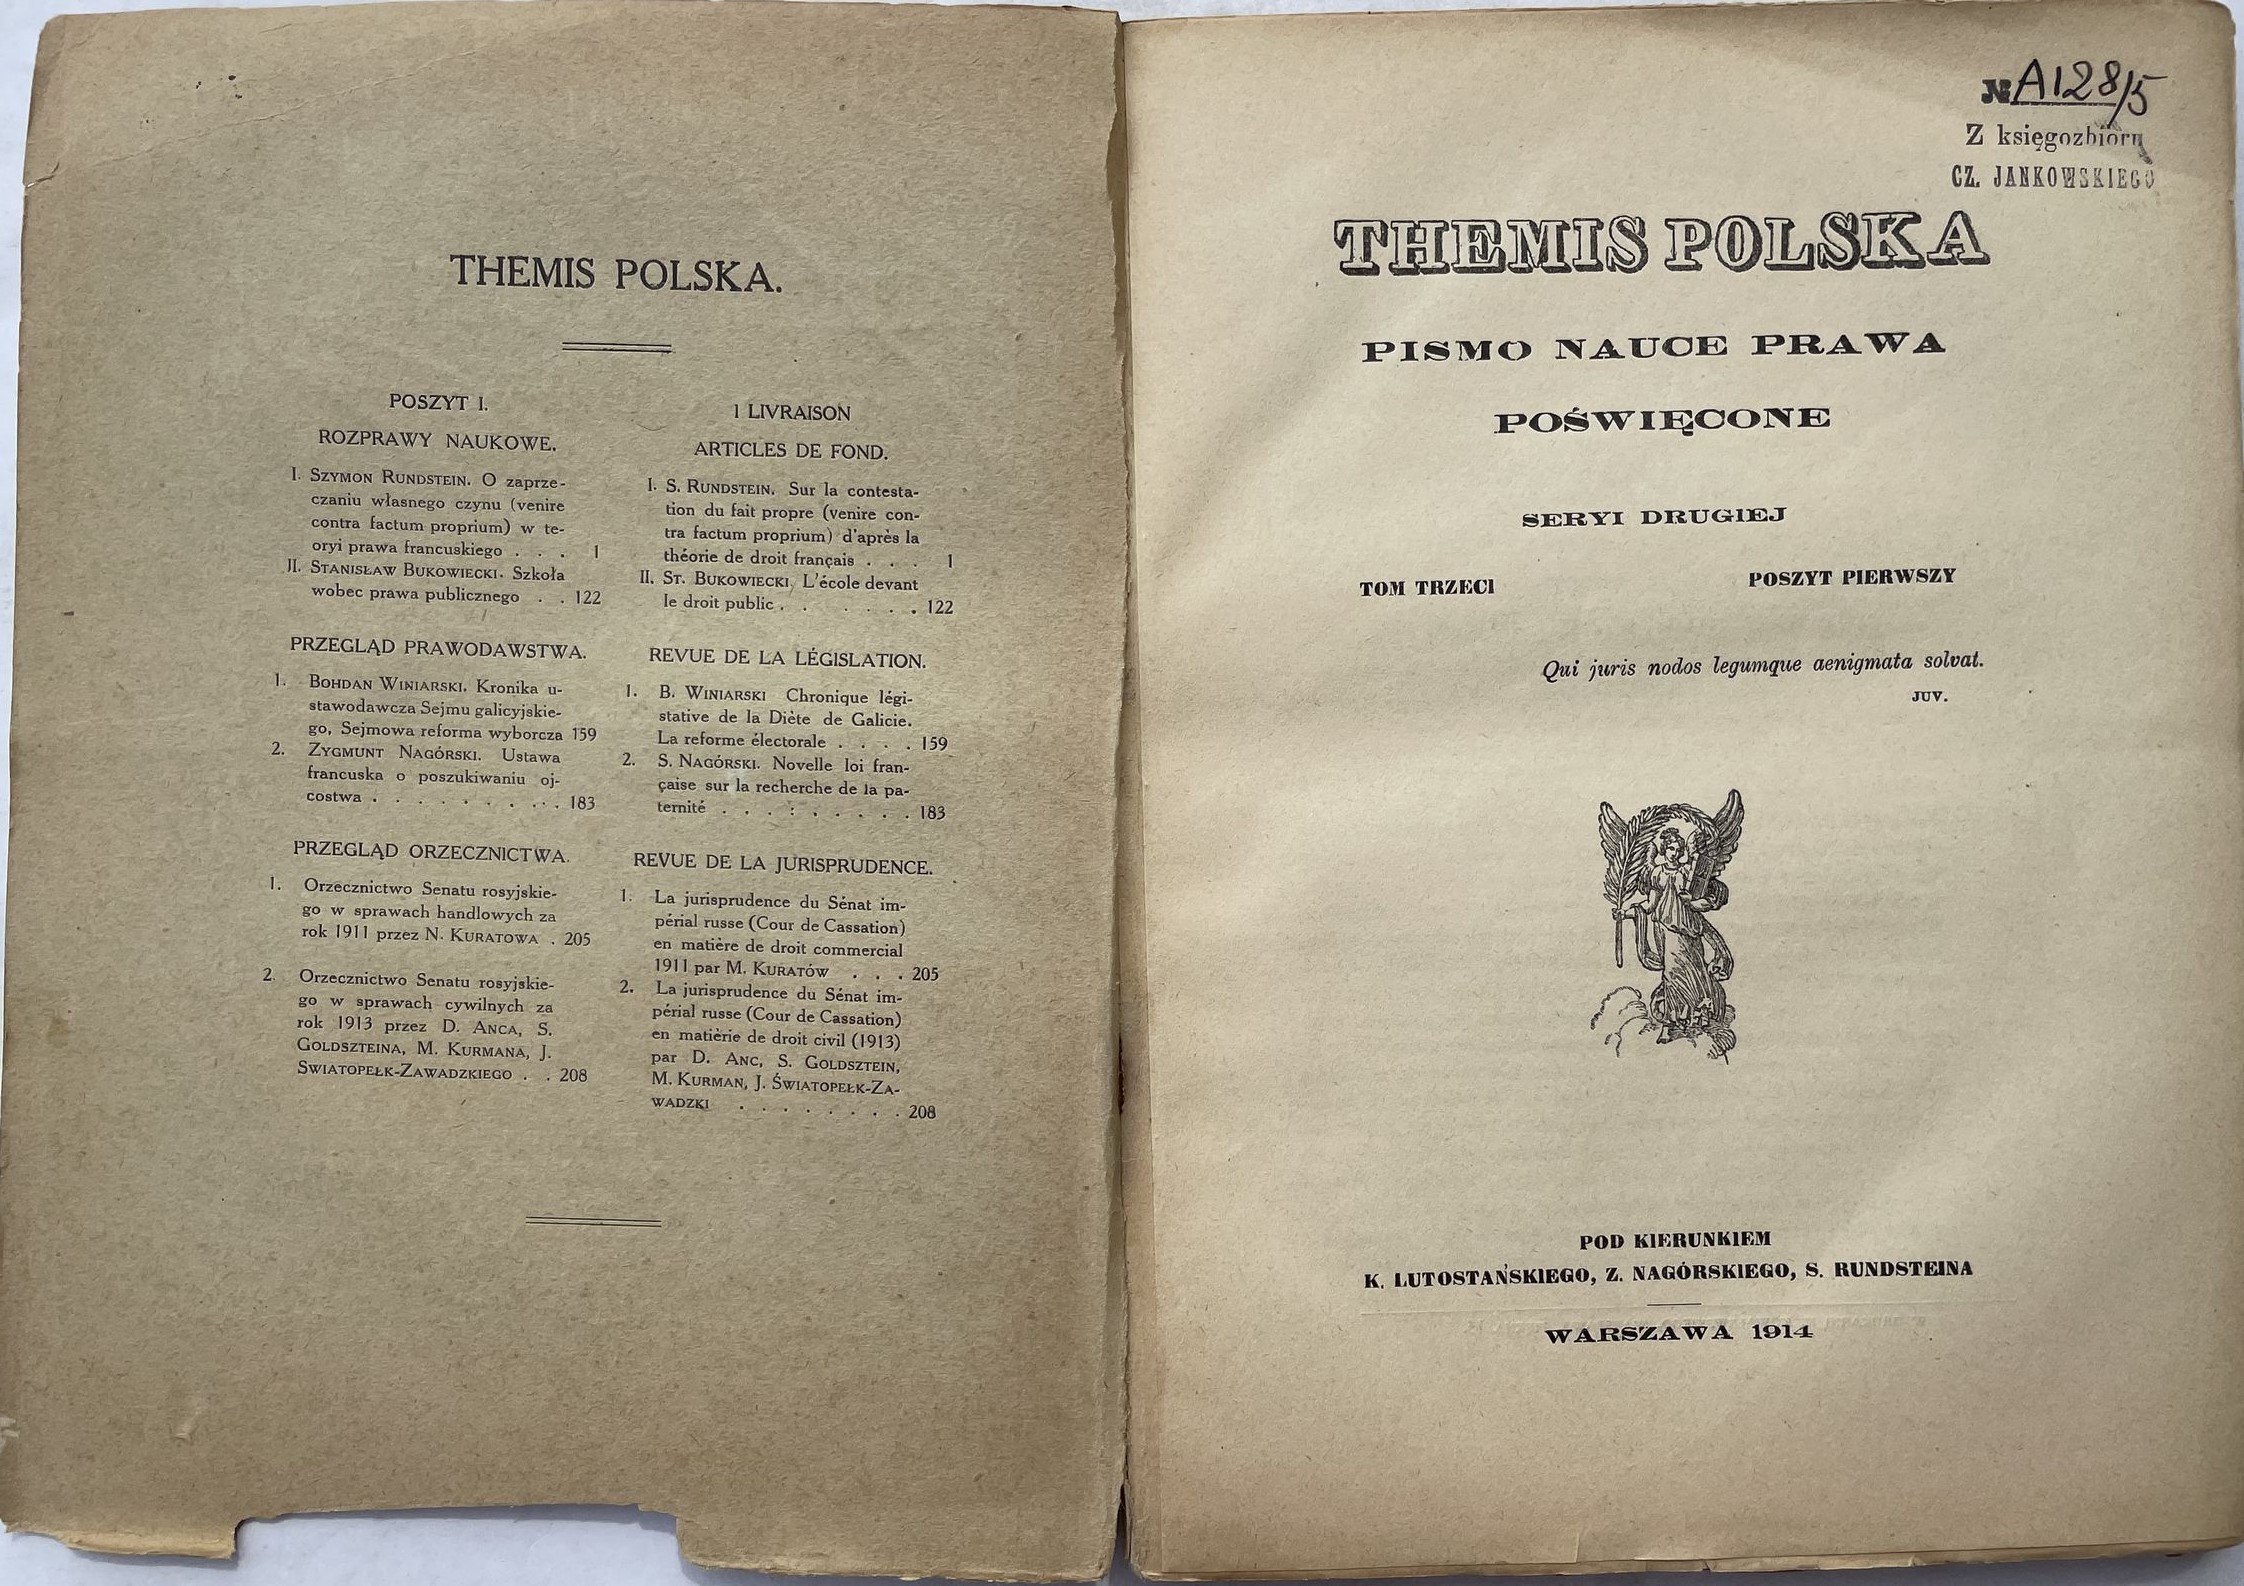 THEMIS POLSKA.
POSZYT I.
ROZPRAWY NAUKOWE.
I. SZYMON RUNDSTEIN. O zaprze-
czaniu własnego czynu (venire
contra factum proprium) w te-
oryi prawa francuskiego . . . 1
II. STANISŁAW BUKOWIECKI. Szkoła
wobec prawa publicznego . . 122
PRZEGLĄD PRAWODAWSTWA.
1. BOHDAN WINIARSKI. Kronika u-
stawodawcza Sejmu galicyjskie-
go, Sejmowa reforma wyborcza 159
2. ZYGMUNT NAGÓRSKI. Ustawa
francuska o poszukiwaniu oj-
costwa . . . . . . . . . . 183
PRZEGLĄD ORZECZNICTWA.
1. Orzecznictwo Senatu rosyjskie-
go w sprawach handlowych za
rok 1911 przez N. KURATOWA . 205
2. Orzecznictwo Senatu rosyjskie-
go w sprawach cywilnych za
rok 1913 przez D. ANCA, S.
GOLDSZTEINA, M. KURMANA, J.
SWIATOPEŁK-ZAWADZKIEGO . . 208
1 LIVRAISON
ARTICLES DE FOND.
I. S. RUNDSTEIN. Sur la contesta-
tion du fait propre (venire con-
tra factum proprium) d'après la
théorie de droit français . . . 1
II. ST. BUKOWIECKI, L'école devant
le droit public . . . . . . . 122
REVUE DE LA LÉGISLATION.
1. B. WINIARSKI Chronique légi-
stative de la Diète de Galicie.
La reforme électorale . . . . 159
2. S. NAGÓRSKI. Novelle loi fran-
çaise sur la recherche de la pa-
ternité . . . : . . . . . 183
REVUE DE LA JURISPRUDENCE.
1. La jurisprudence du Sénat im-
périal russe (Cour de Cassation)
en matière de droit commercial
1911 par M. KURATÓW . . . 205
2. La jurisprudence du Sénat im-
périal russe (Cour de Cassation)
en matièrie de droit civil (1913)
par D. ANC, S. GOLDSZTEIN,
M. KURMAN, J. ŚWIATOPEŁK-ZA-
WADZKI . . . . . . . . 208
№ A128/5
Z księgozbioru
CZ. JANKOWSKIEGO
THEMIS POLSKA
PISMO NAUCE PRAWA
POŚWIĘCONE
SERYI DRUGIEJ
TOM TRZECI POSZYT PIERWSZY
Qui juris nodos legumque aenigmata solvat.
JUV.
POD KIERUNKIEM
K. LUTOSTAŃSKIEGO, Z. NAGÓRSKIEGO, S. RUNDSTEINA
WARSZAWA 1914